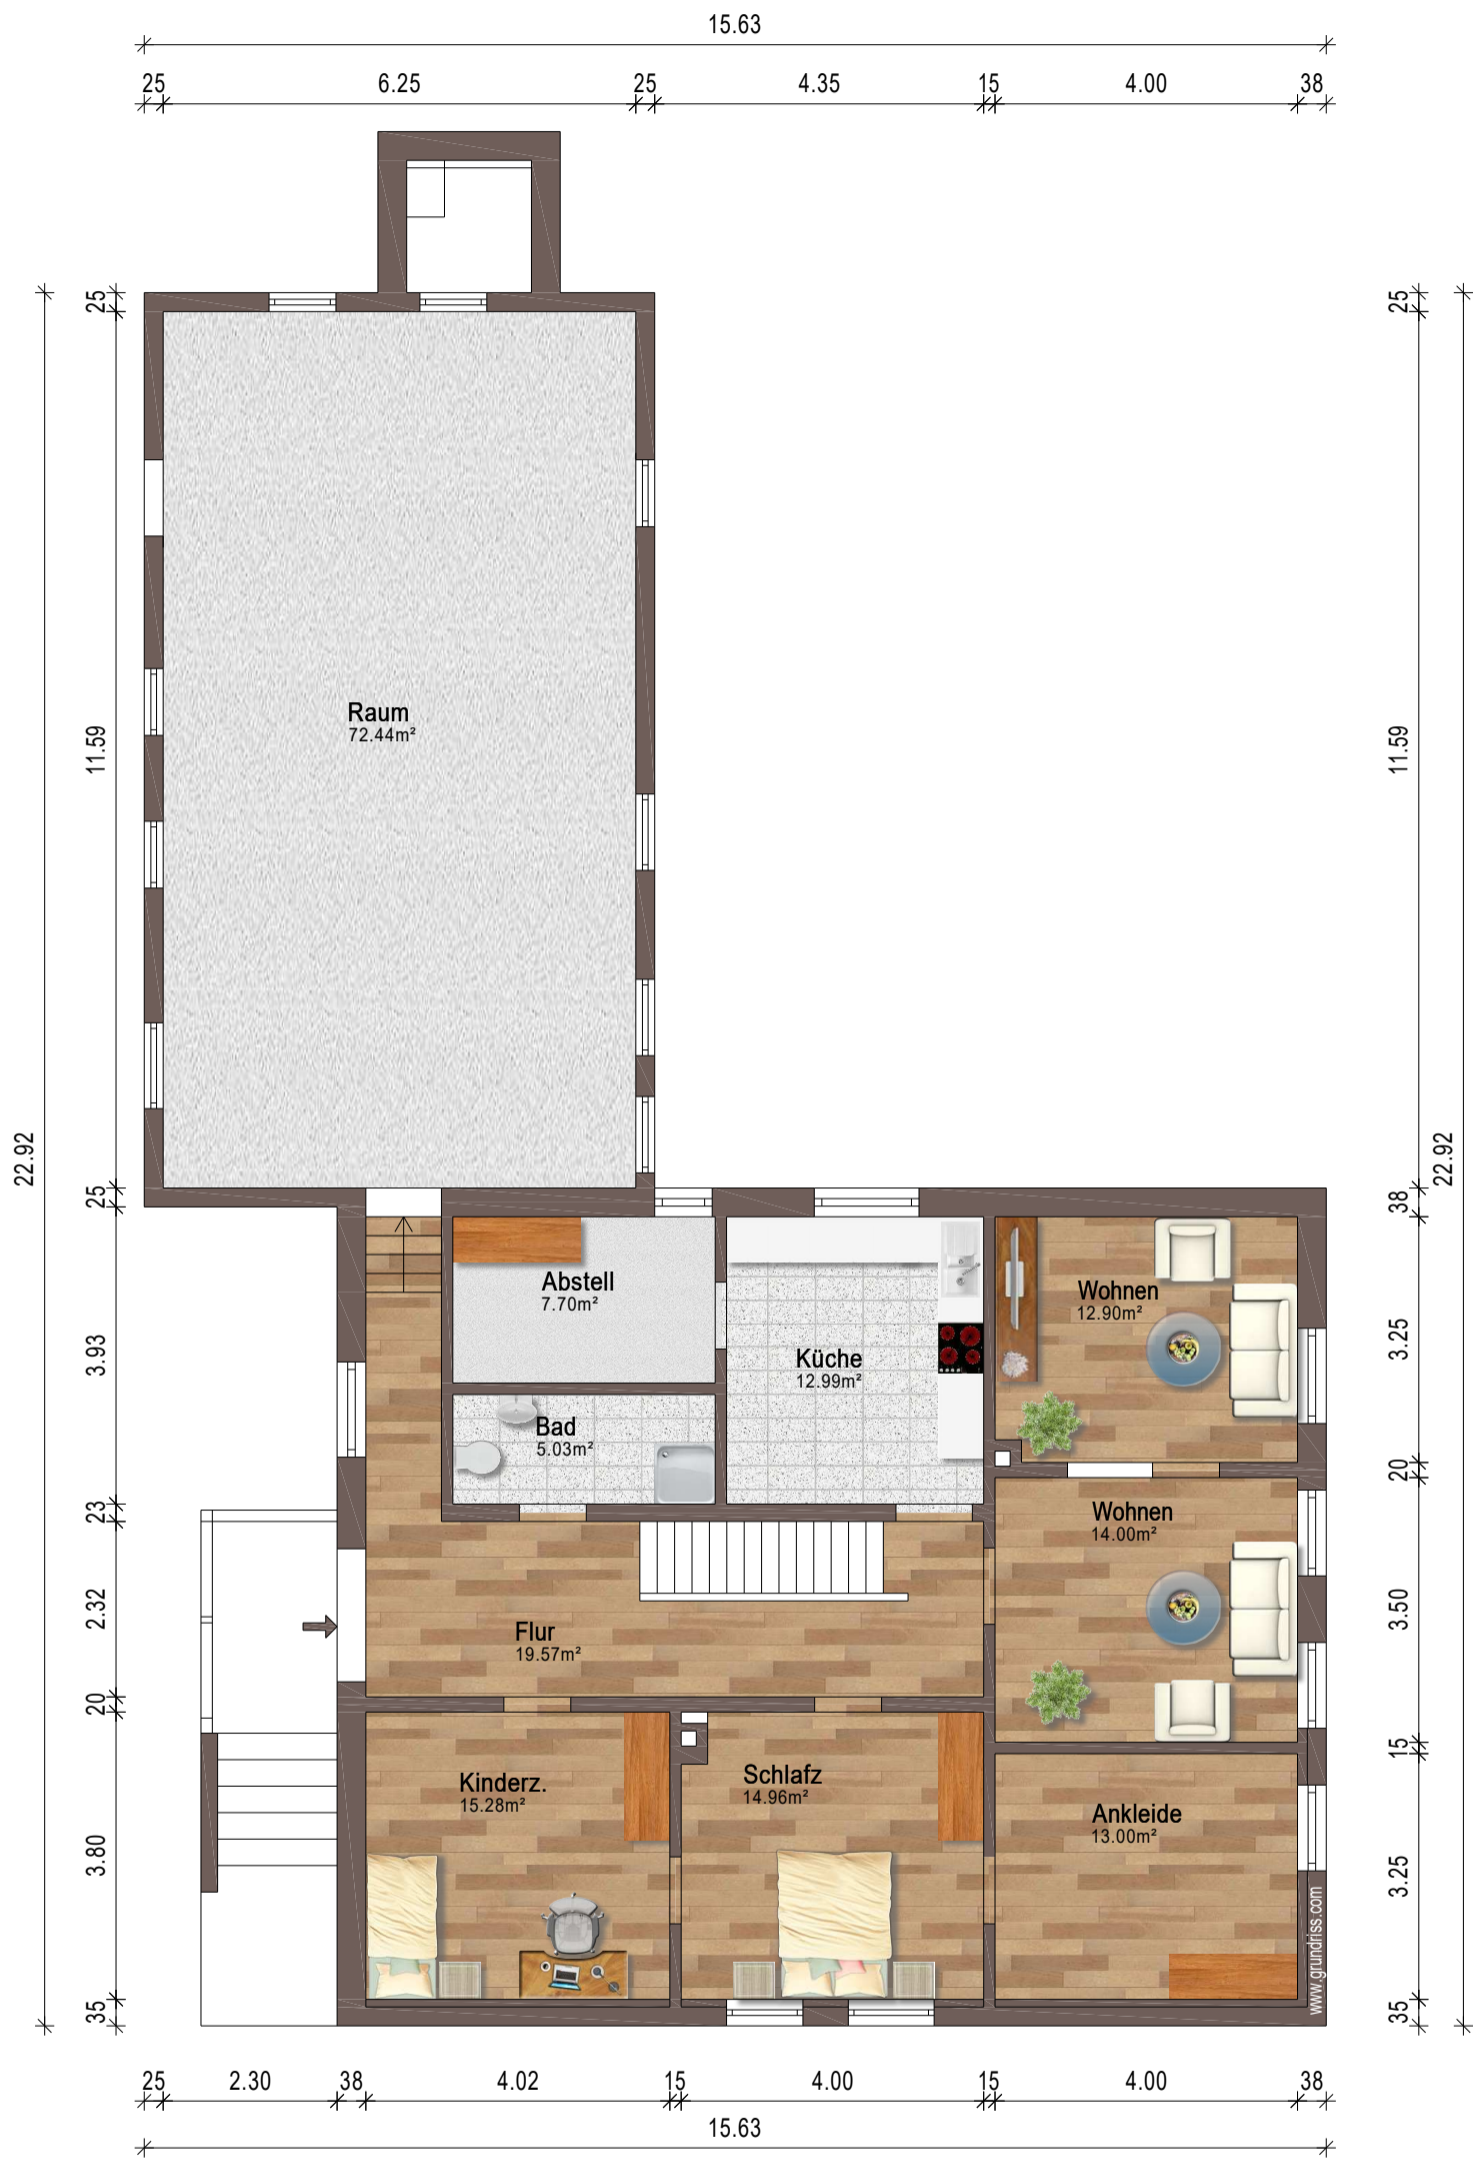 15.63
25 6.25 25 4.35 15 4.00 38
25
25
Raum
72.44m²
11.59
11.59
22.92
22.92
25
38
Abstell
7.70m²
Wohnen
12.90m²
3.93
3.25
Küche
12.99m²
Bad
5.03m²
20
23
Wohnen
14.00m²
2.32
3.50
Flur
19.57m²
20
15
Kinderz.
15.28m²
Schlafz
14.96m²
Ankleide
13.00m²
3.80
3.25
www.grundriss.com
35
35
25 2.30 38 4.02 15 4.00 15 4.00 38
15.63